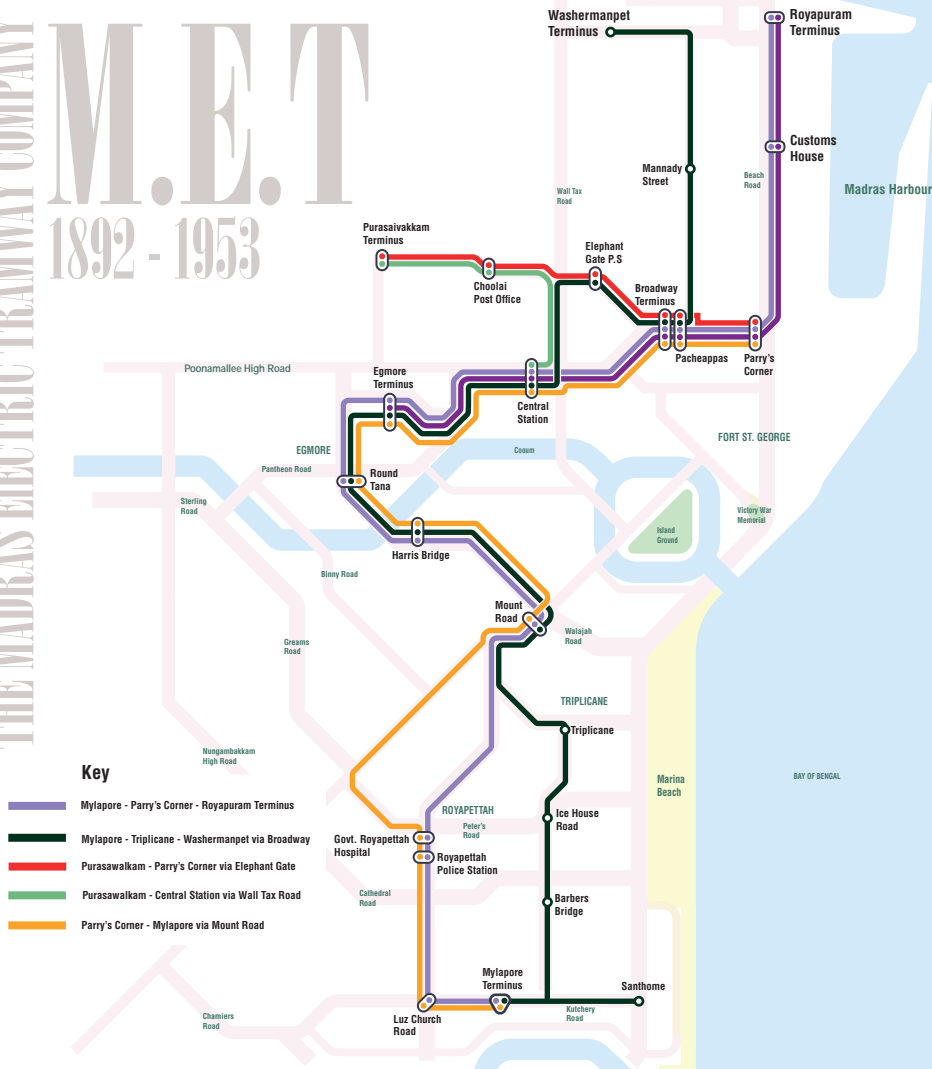 THE MADRAS ELECTRIC TRAMWAY COMPANY
M.E.T
1892 - 1953
Washermanpet
Terminus
Royapuram
Terminus
Customs
House
Mannady
Street
Beach
Road
Madras Harbour
Wall Tax
Road
Purasaivakkam
Terminus
Choolai
Post Office
Elephant
Gate P.S
Broadway
Terminus
Pacheappas
Parry's
Corner
Poonamallee High Road
Egmore
Terminus
Central
Station
EGMORE
Pantheon Road
Round
Tana
Cooum
FORT ST. GEORGE
Sterling
Road
Victory War
Memorial
Island
Ground
Harris Bridge
Binny Road
Mount
Road
Walajah
Road
Greams
Road
TRIPLICANE
Triplicane
Nungambakkam
High Road
Marina
Beach
BAY OF BENGAL
Key
Mylapore - Parry's Corner - Royapuram Terminus
Mylapore - Triplicane - Washermanpet via Broadway
Purasawalkam - Parry's Corner via Elephant Gate
Purasawalkam - Central Station via Wall Tax Road
Parry's Corner - Mylapore via Mount Road
ROYAPETTAH
Peter's
Road
Ice House
Road
Govt. Royapettah
Hospital
Royapettah
Police Station
Cathedral
Road
Barbers
Bridge
Mylapore
Terminus
Santhome
Luz Church
Road
Kutchery
Road
Chamiers
Road